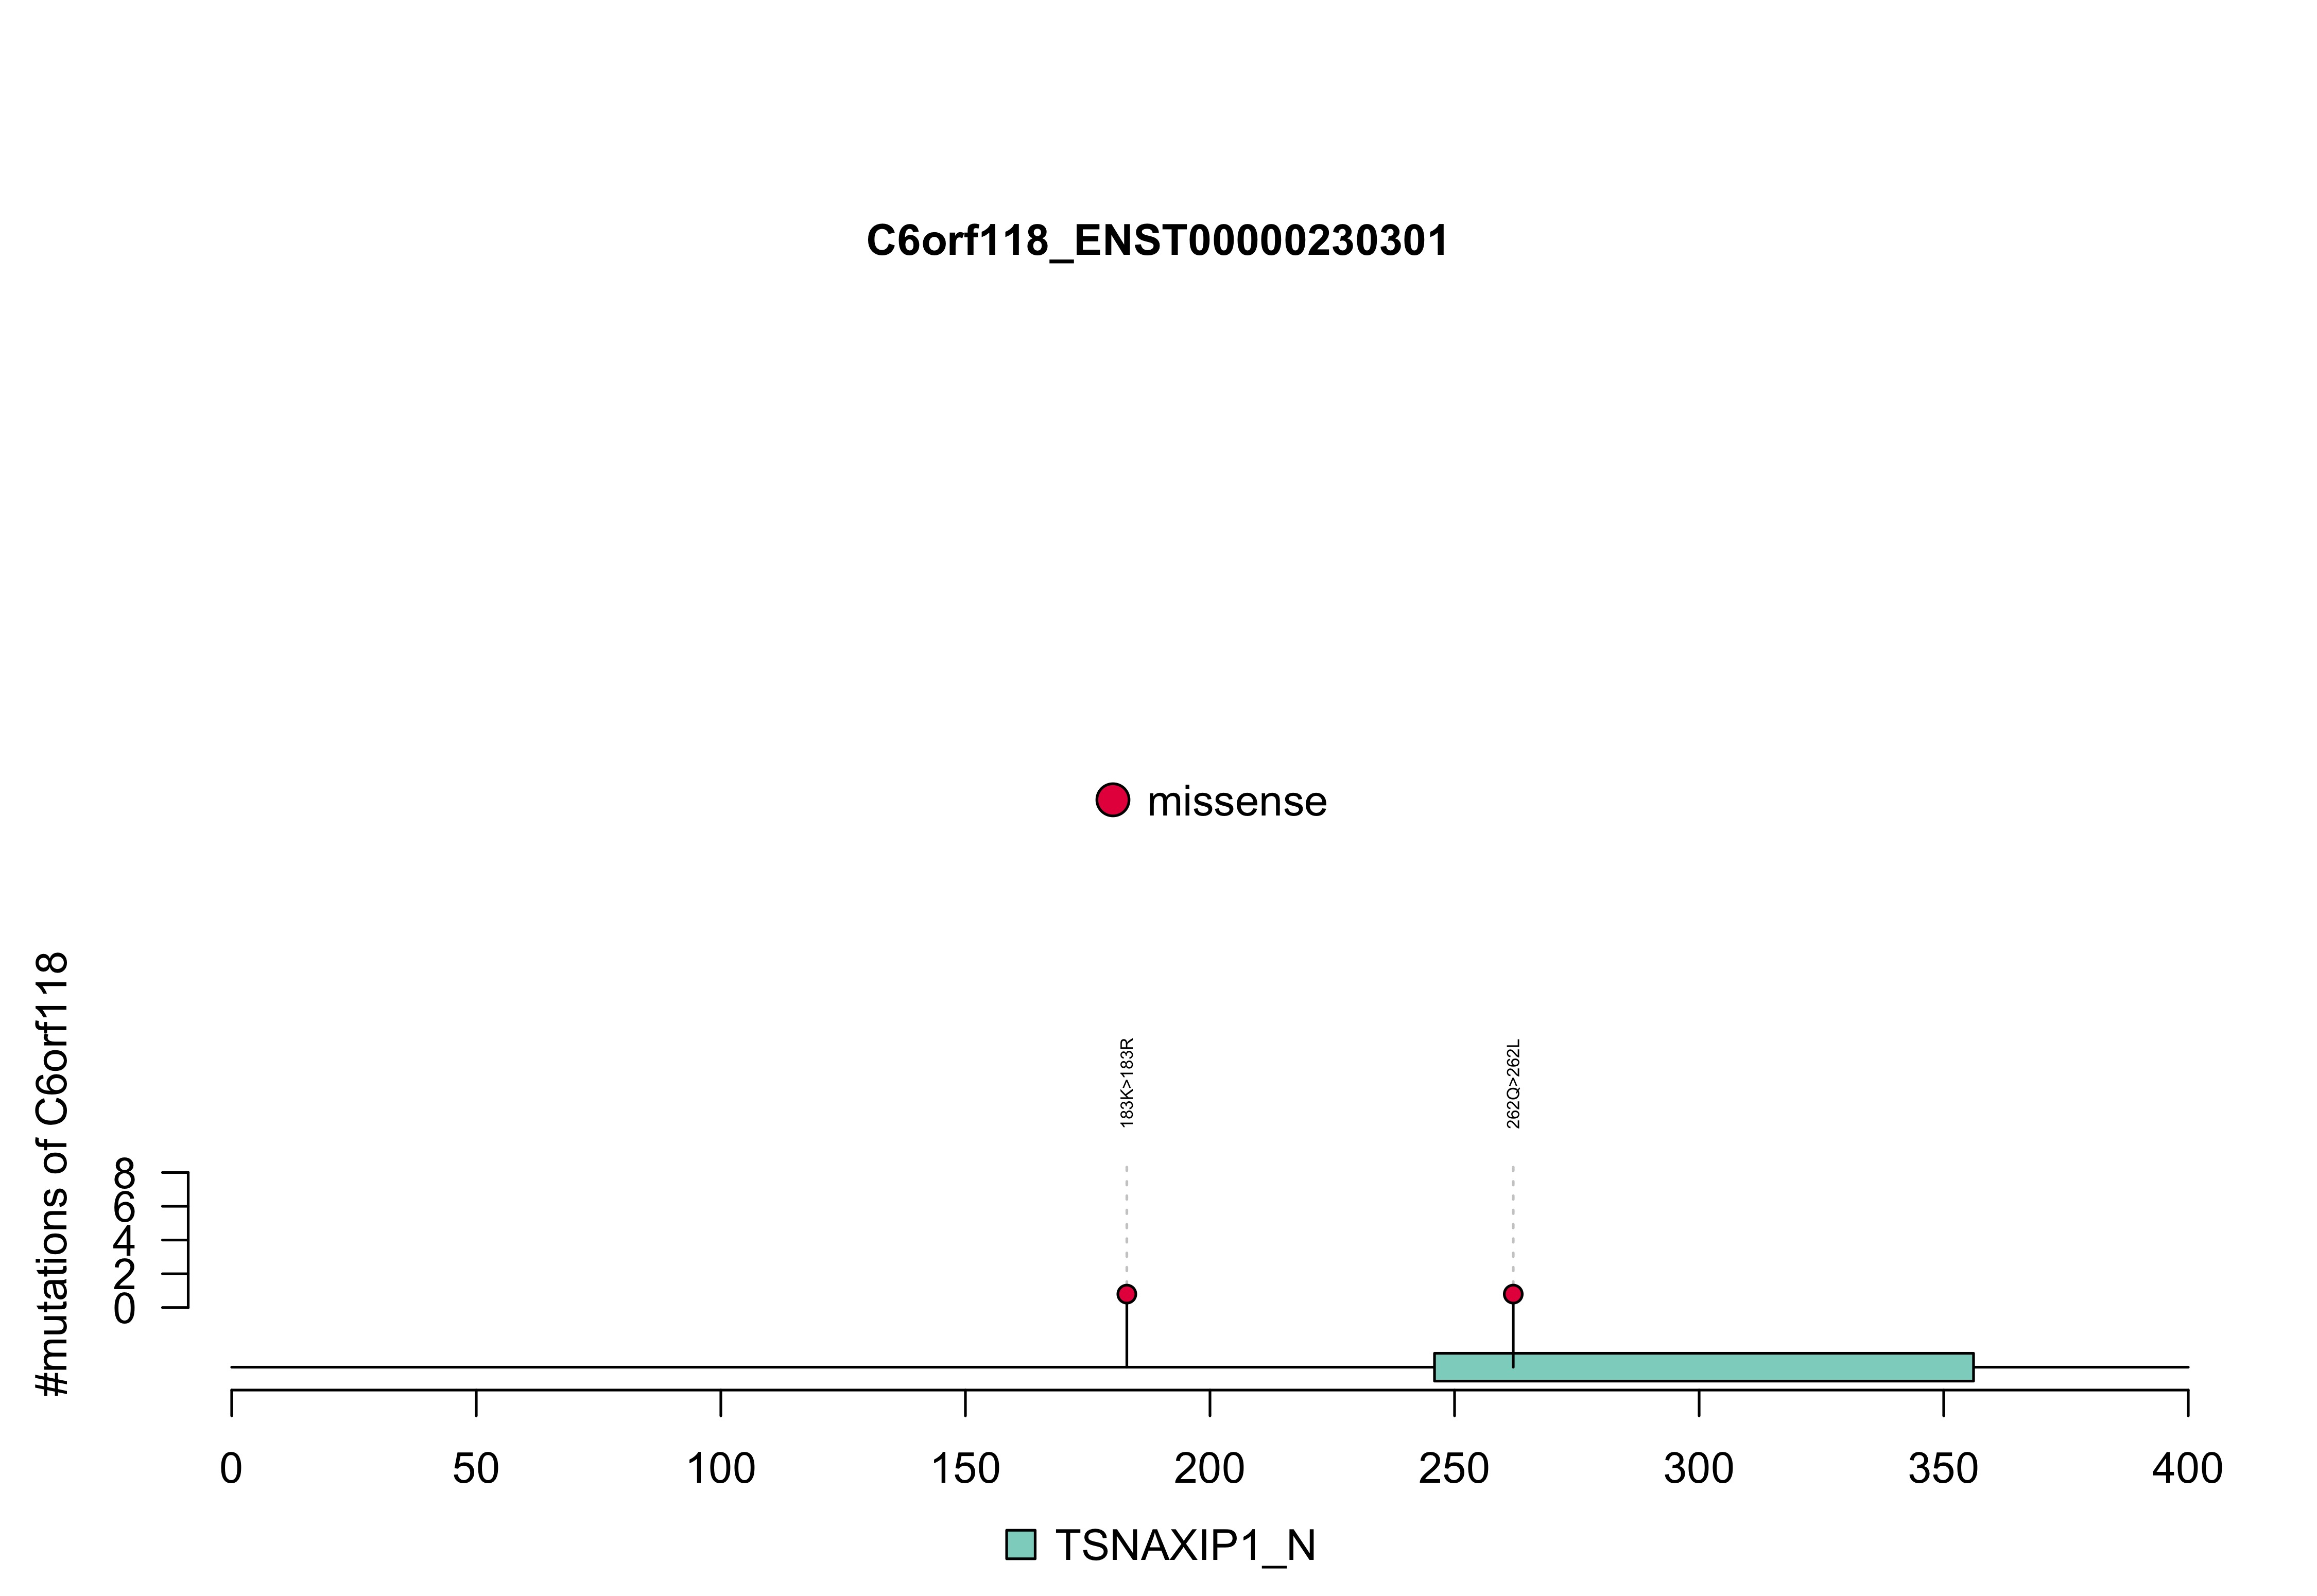 C6orf118_ENST00000230301
missense
#mutations of C6orf118
183K>183R
262Q>262L
8
6
4
2
0
0 50 100 150 200 250 300 350 400
TSNAXIP1_N